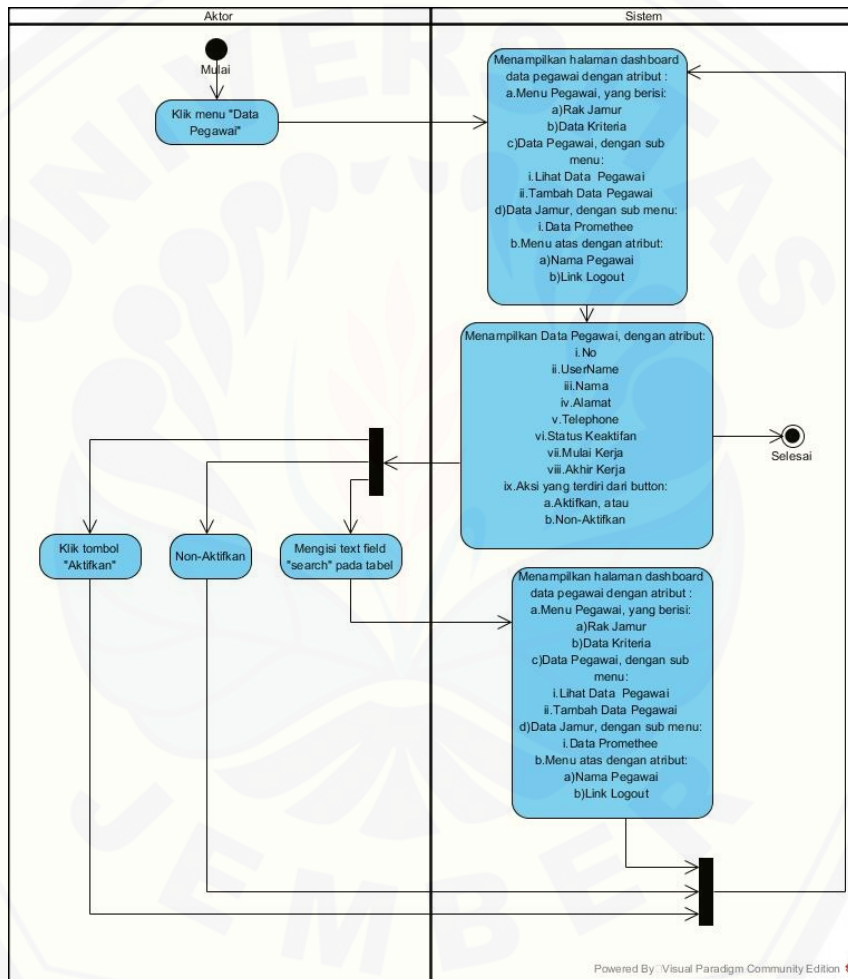 Aktor
Sistem
Mulai
Klik menu "Data
Pegawai"
Menampilkan halaman dashboard
data pegawai dengan atribut :
a.Menu Pegawai, yang berisi:
a)Rak Jamur
b)Data Kriteria
c)Data Pegawai, dengan sub
menu:
i.Lihat Data Pegawai
ii.Tambah Data Pegawai
d)Data Jamur, dengan sub menu:
i.Data Promethee
b.Menu atas dengan atribut:
a)Nama Pegawai
b)Link Logout
Menampilkan Data Pegawai, dengan atribut:
i.No
ii.UserName
iii.Nama
iv.Alamat
v.Telephone
vi.Status Keaktifan
vii.Mulai Kerja
viii.Akhir Kerja
ix.Aksi yang terdiri dari button:
a.Aktifkan, atau
b.Non-Aktifkan
Selesai
Klik tombol
"Aktifkan"
Non-Aktifkan
Mengisi text field
"search" pada tabel
Menampilkan halaman dashboard
data pegawai dengan atribut :
a.Menu Pegawai, yang berisi:
a)Rak Jamur
b)Data Kriteria
c)Data Pegawai, dengan sub
menu:
i.Lihat Data Pegawai
ii.Tambah Data Pegawai
d)Data Jamur, dengan sub menu:
i.Data Promethee
b.Menu atas dengan atribut:
a)Nama Pegawai
b)Link Logout
UNIVERSITAS
JEMBER
Powered By Visual Paradigm Community Edition